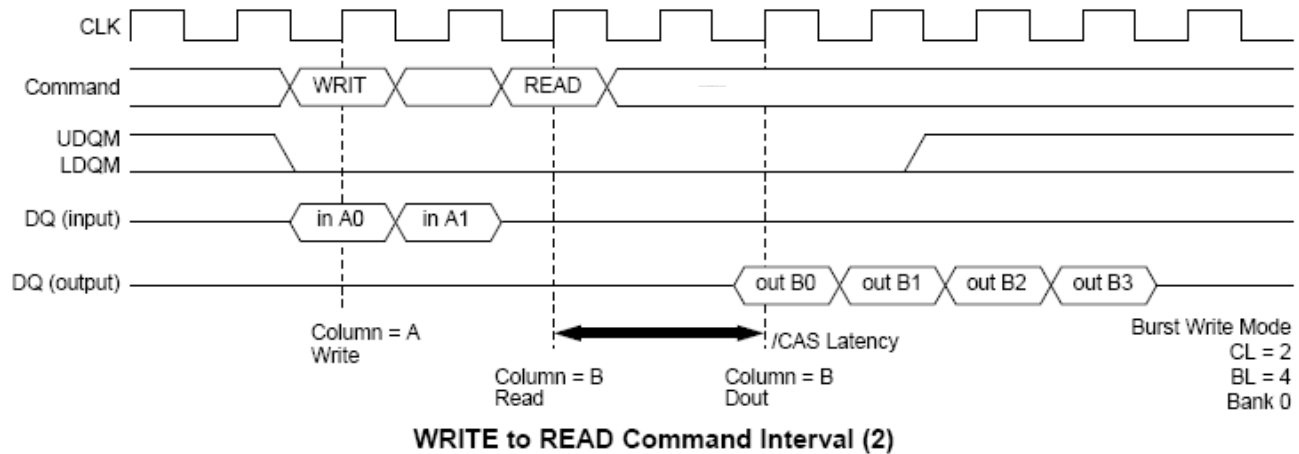 CLK
Command
WRIT
READ
UDQM
LDQM
DQ (input)
in A0
in A1
DQ (output)
out B0
out B1
out B2
out B3
Column = A
Write
/CAS Latency
Column = B
Read
Column = B
Dout
Burst Write Mode
CL = 2
BL = 4
Bank 0
WRITE to READ Command Interval (2)